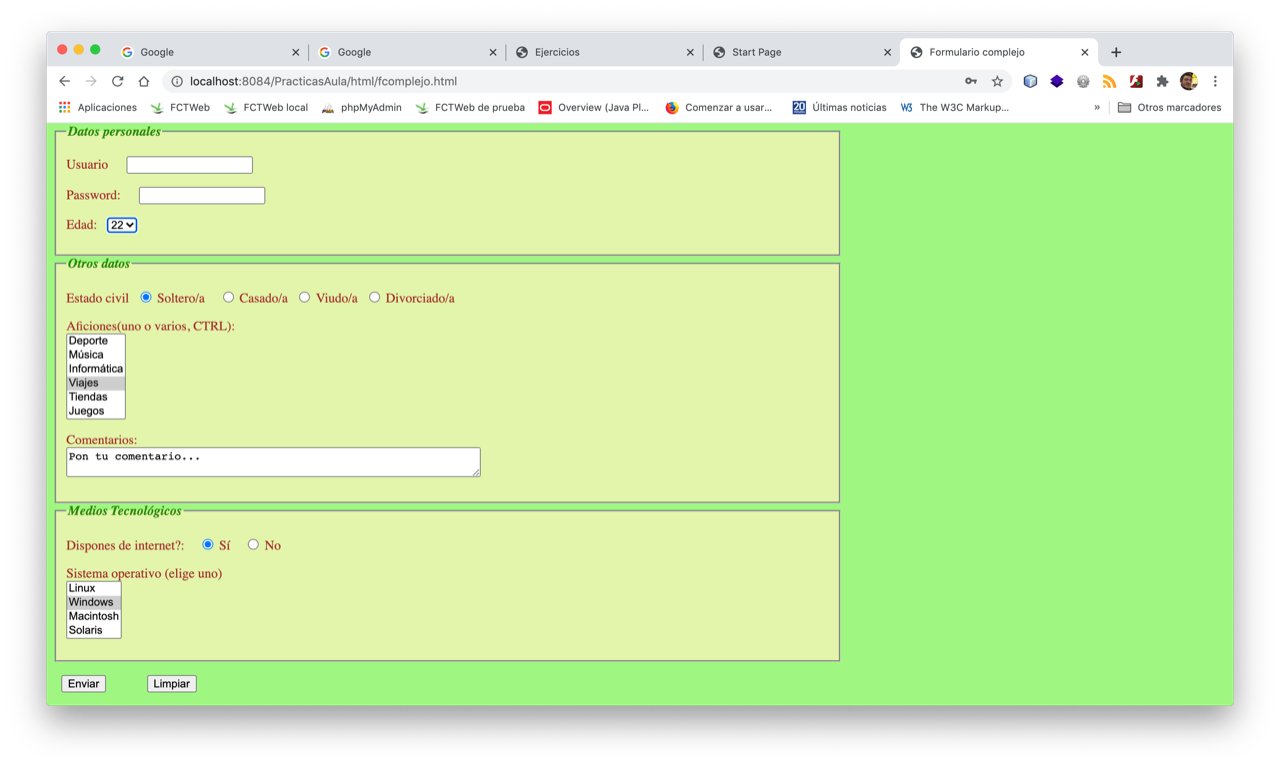 Google Google Ejercicios Start Page Formulario complejo
localhost:8084/PracticasAula/html/fcomplejo.html
Aplicaciones FCTWeb FCTWeb local phpMyAdmin FCTWeb de prueba Overview (Java Pl... Comenzar a usar... 20 Últimas noticias W3 The W3C Markup... » Otros marcadores
Datos personales
Usuario
Password:
Edad: 22
Otros datos
Estado civil Soltero/a Casado/a Viudo/a Divorciado/a
Aficiones(uno o varios, CTRL):
Deporte
Música
Informática
Viajes
Tiendas
Juegos
Comentarios:
Pon tu comentario...
Medios Tecnológicos
Dispones de internet?: Sí No
Sistema operativo (elige uno)
Linux
Windows
Macintosh
Solaris
Enviar Limpiar